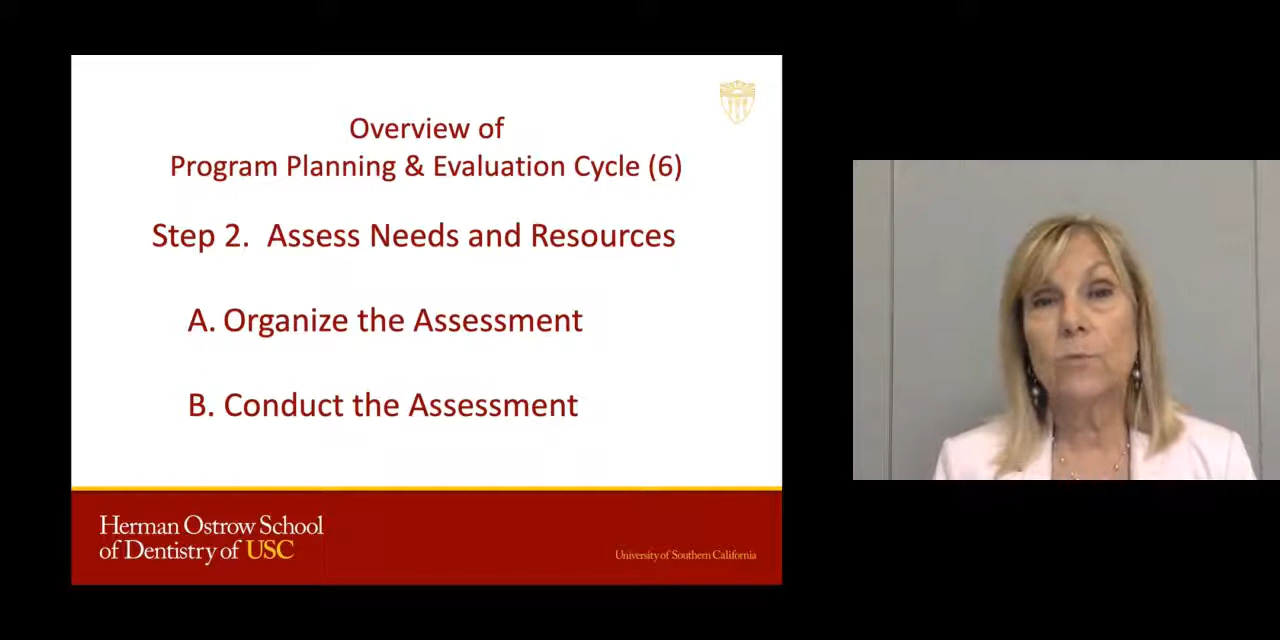 Overview of
Program Planning & Evaluation Cycle (6)
Step 2. Assess Needs and Resources
A. Organize the Assessment
B. Conduct the Assessment
Herman Ostrow School
of Dentistry of USC
University of Southern California